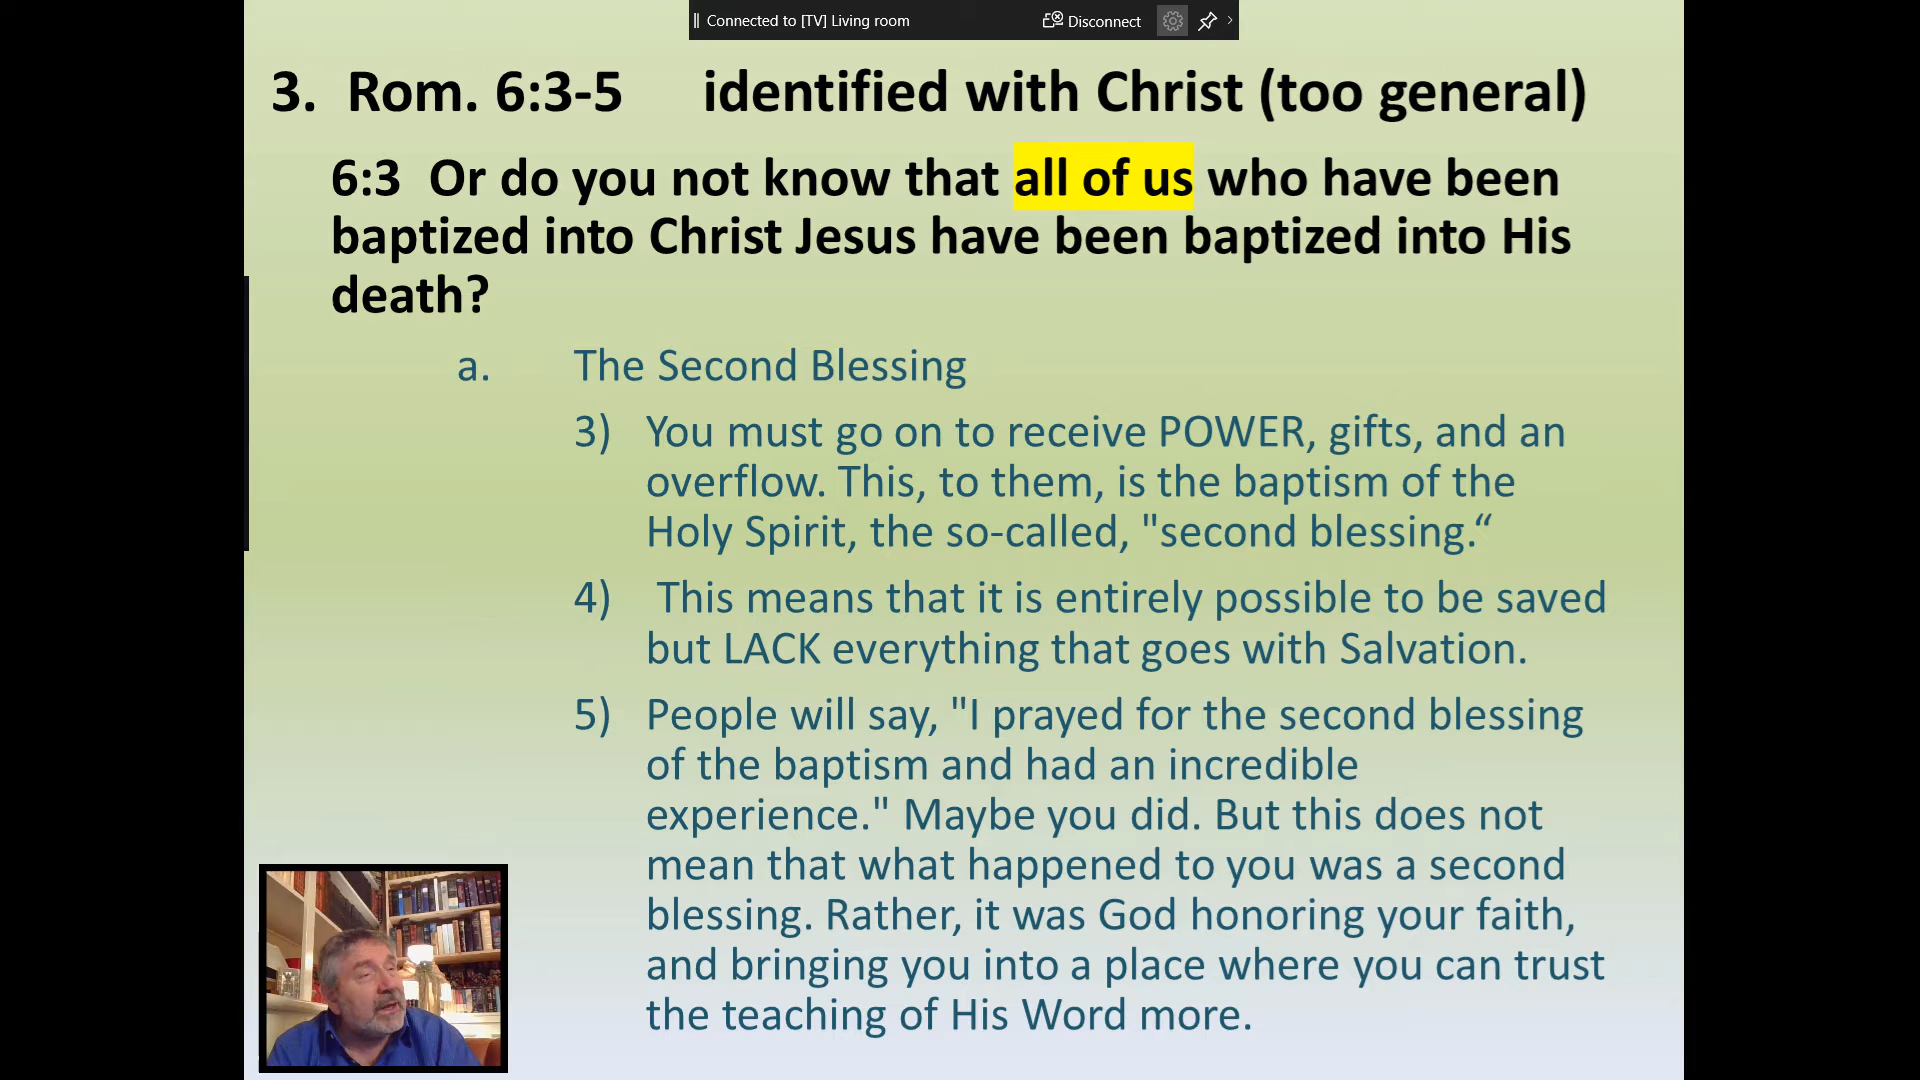 Connected to [TV] Living room Disconnect
3. Rom. 6:3-5 identified with Christ (too general)
6:3 Or do you not know that all of us who have been
baptized into Christ Jesus have been baptized into His
death?
a. The Second Blessing
3) You must go on to receive POWER, gifts, and an
overflow. This, to them, is the baptism of the
Holy Spirit, the so-called, "second blessing.“
4) This means that it is entirely possible to be saved
but LACK everything that goes with Salvation.
5) People will say, "I prayed for the second blessing
of the baptism and had an incredible
experience." Maybe you did. But this does not
mean that what happened to you was a second
blessing. Rather, it was God honoring your faith,
and bringing you into a place where you can trust
the teaching of His Word more.